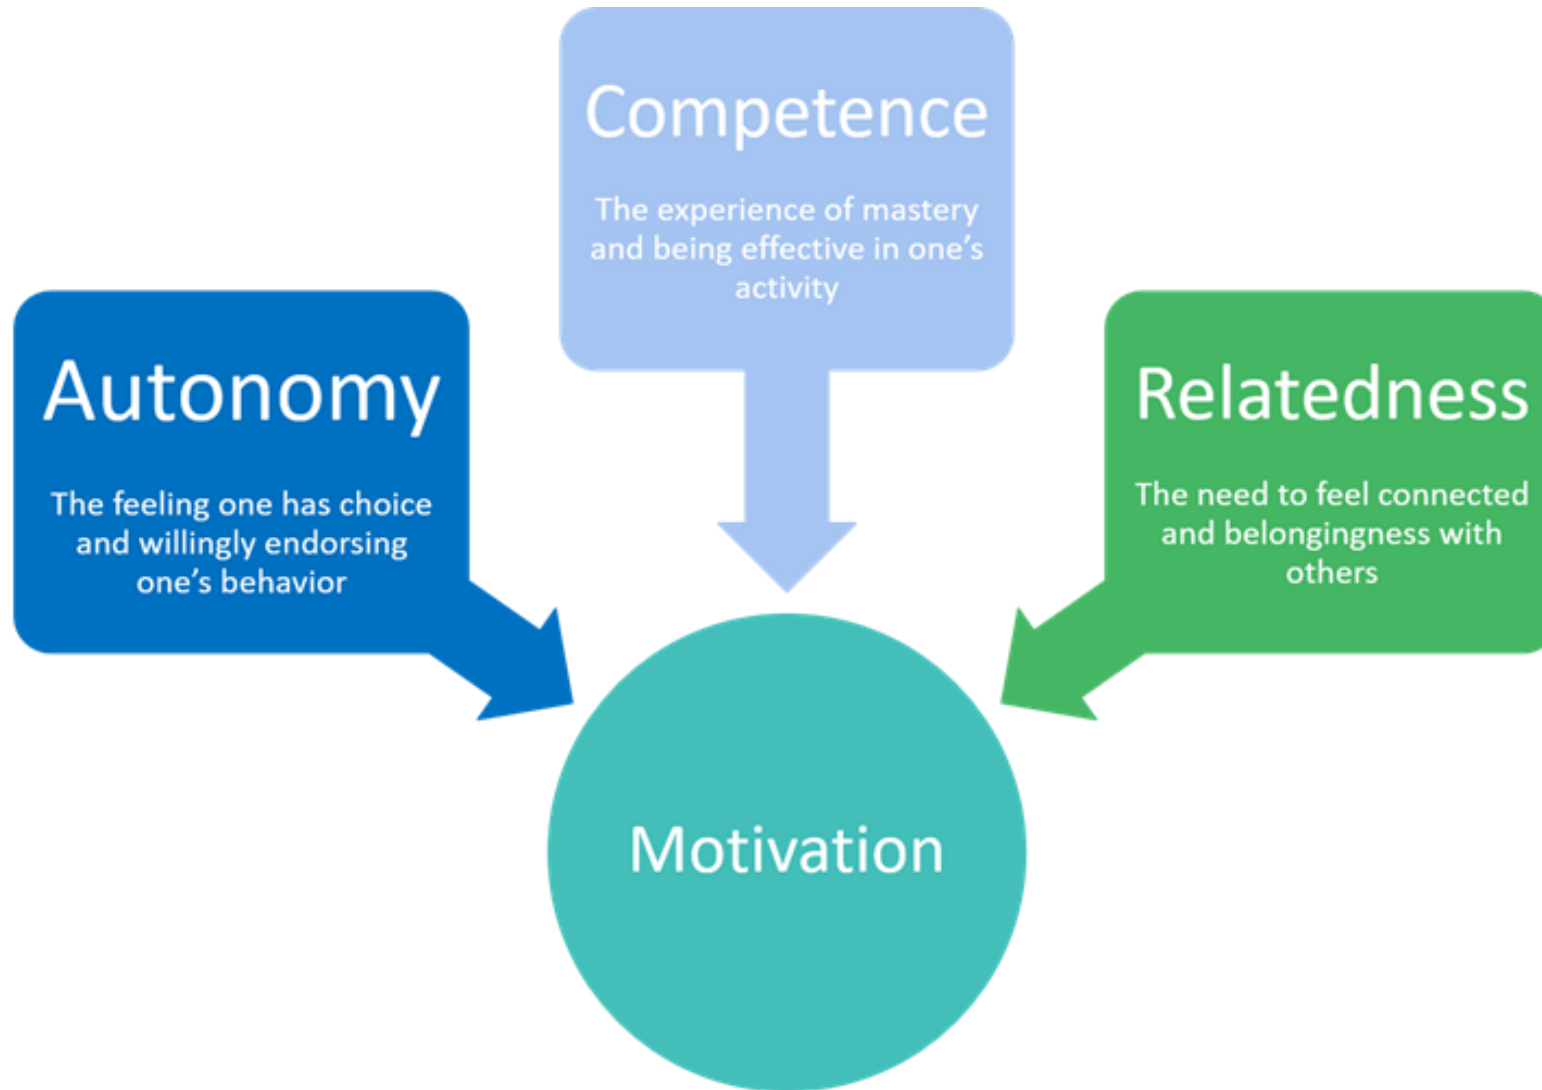 Competence
The experience of mastery
and being effective in one's
activity
Autonomy
The feeling one has choice
and willingly endorsing
one's behavior
Relatedness
The need to feel connected
and belongingness with
others
Motivation